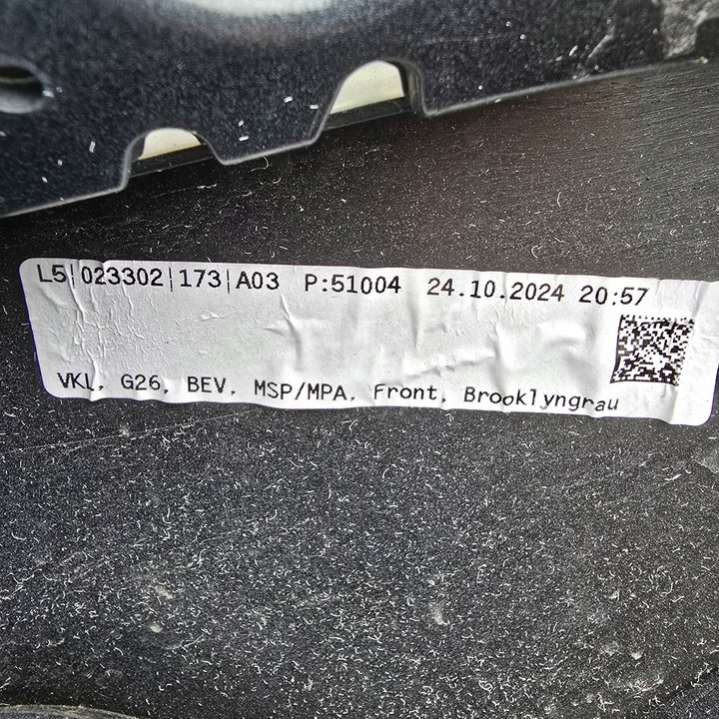 L5|023302|173|A03 P:51004 24.10.2024 20:57
VKL, G26, BEV, MSP/MPA, Front, Brooklyngrau